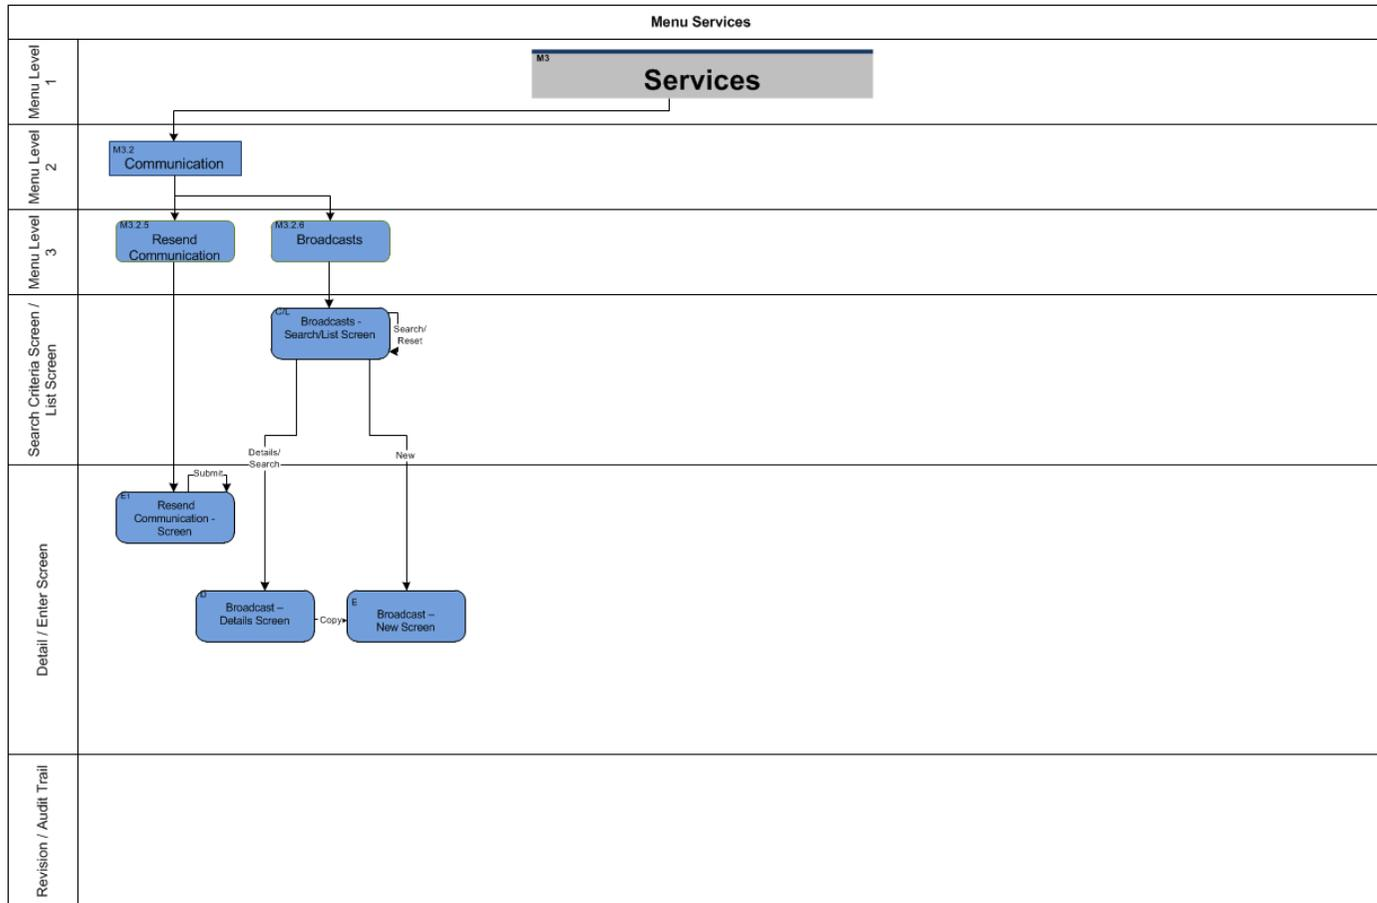 Menu Services
Menu Level
1
M3
Services
Menu Level
2
M3.2
Communication
Menu Level
3
M3.2.5
Resend
Communication
M3.2.6
Broadcasts
Search Criteria Screen /
List Screen
C/L
Broadcasts -
Search/List Screen
Search/
Reset
Details/
Search
New
Detail / Enter Screen
Submit
E1
Resend
Communication -
Screen
D
Broadcast –
Details Screen
Copy
E
Broadcast –
New Screen
Revision / Audit Trail